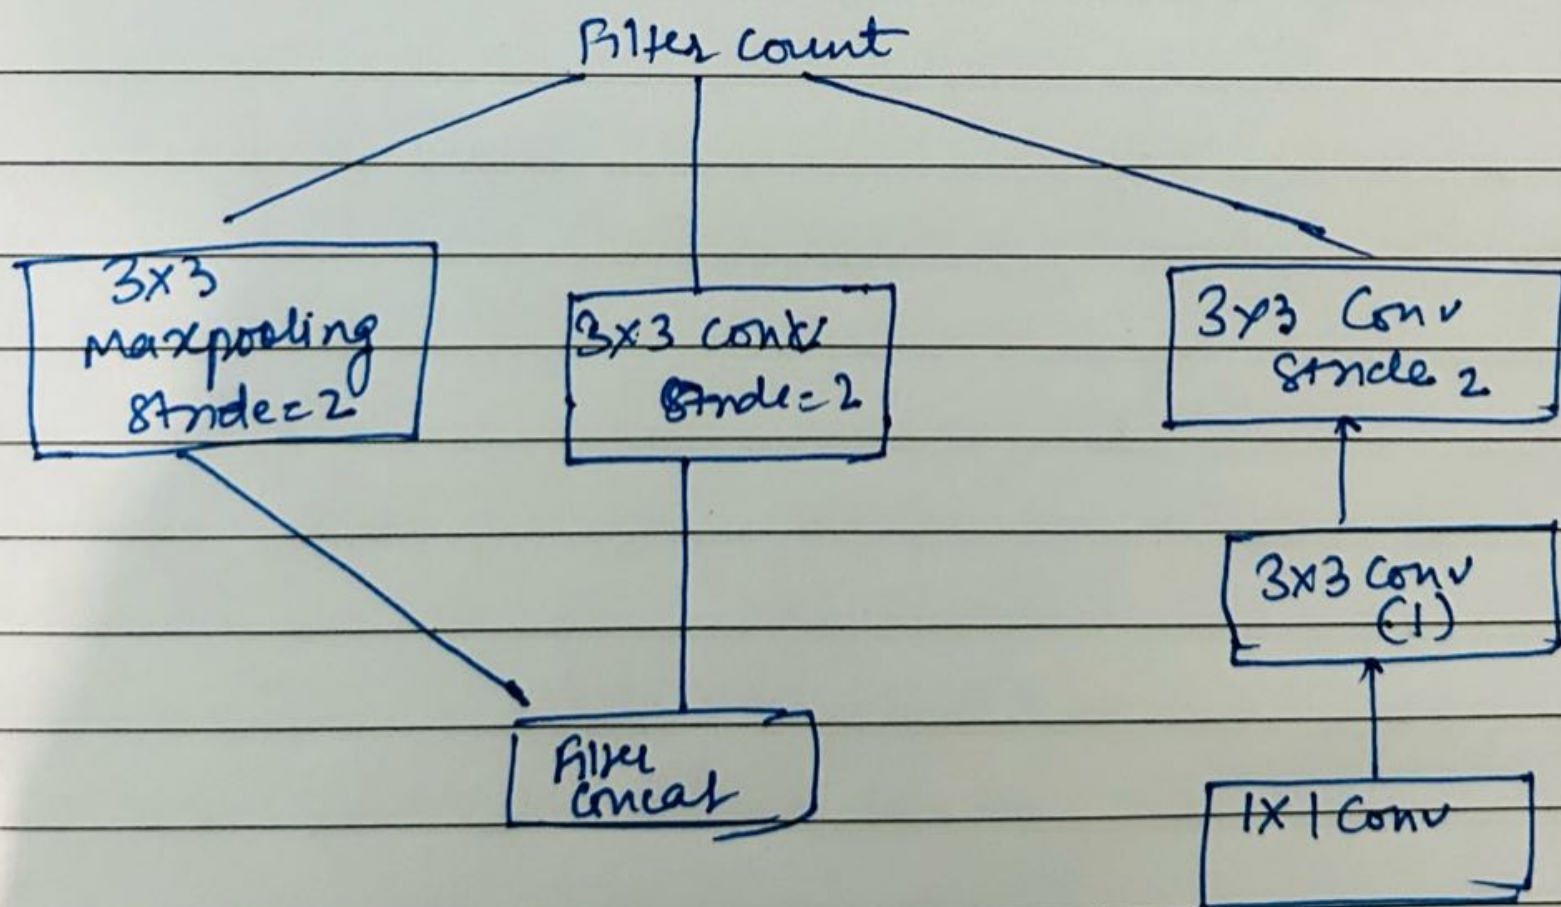 Filter count
3x3
Maxpooling
Stride=2
3x3 conv
Stride=2
3x3 Conv
Stride 2
3x3 Conv
(1)
Filter
concat
1x1 Conv